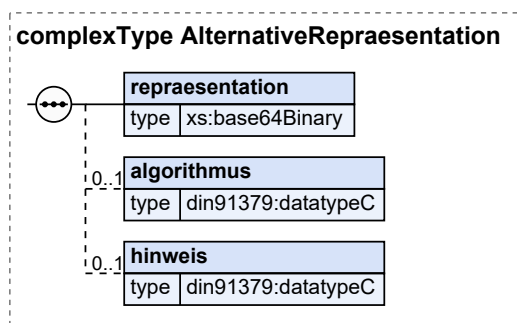 complexType AlternativeRepraesentation
repraesentation
type xs:base64Binary
0..1 algorithmus
type din91379:datatypeC
0..1 hinweis
type din91379:datatypeC